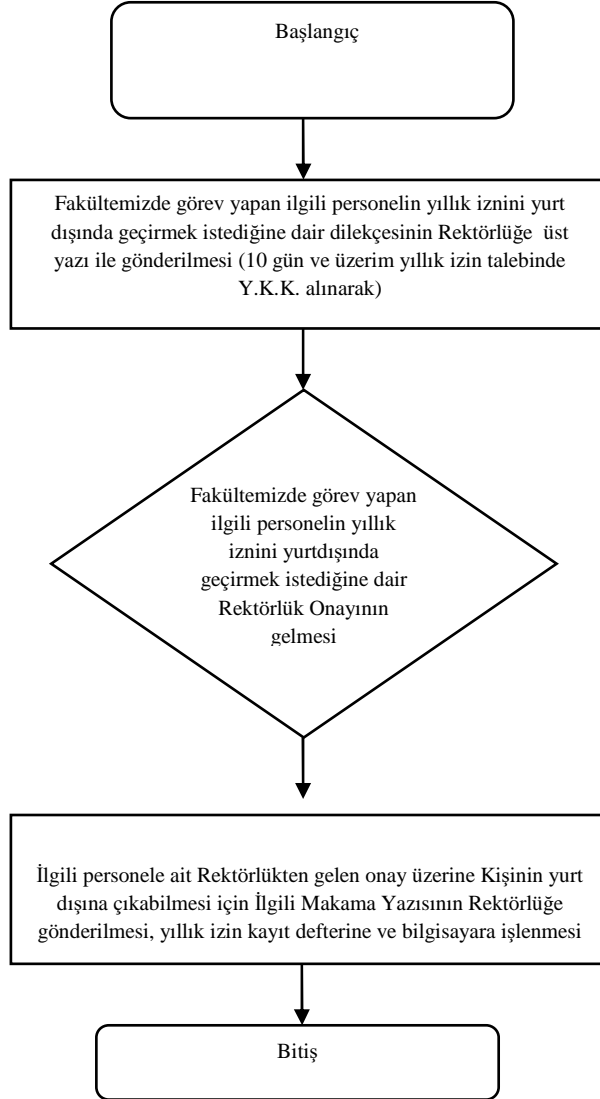 Başlangıç
Fakültemizde görev yapan ilgili personelin yıllık iznini yurt
dışında geçirmek istediğine dair dilekçesinin Rektörlüğe üst
yazı ile gönderilmesi (10 gün ve üzerim yıllık izin talebinde
Y.K.K. alınarak)
Fakültemizde görev yapan
ilgili personelin yıllık
iznini yurtdışında
geçirmek istediğine dair
Rektörlük Onayının
gelmesi
İlgili personele ait Rektörlükten gelen onay üzerine Kişinin yurt
dışına çıkabilmesi için İlgili Makama Yazısının Rektörlüğe
gönderilmesi, yıllık izin kayıt defterine ve bilgisayara işlenmesi
Bitiş